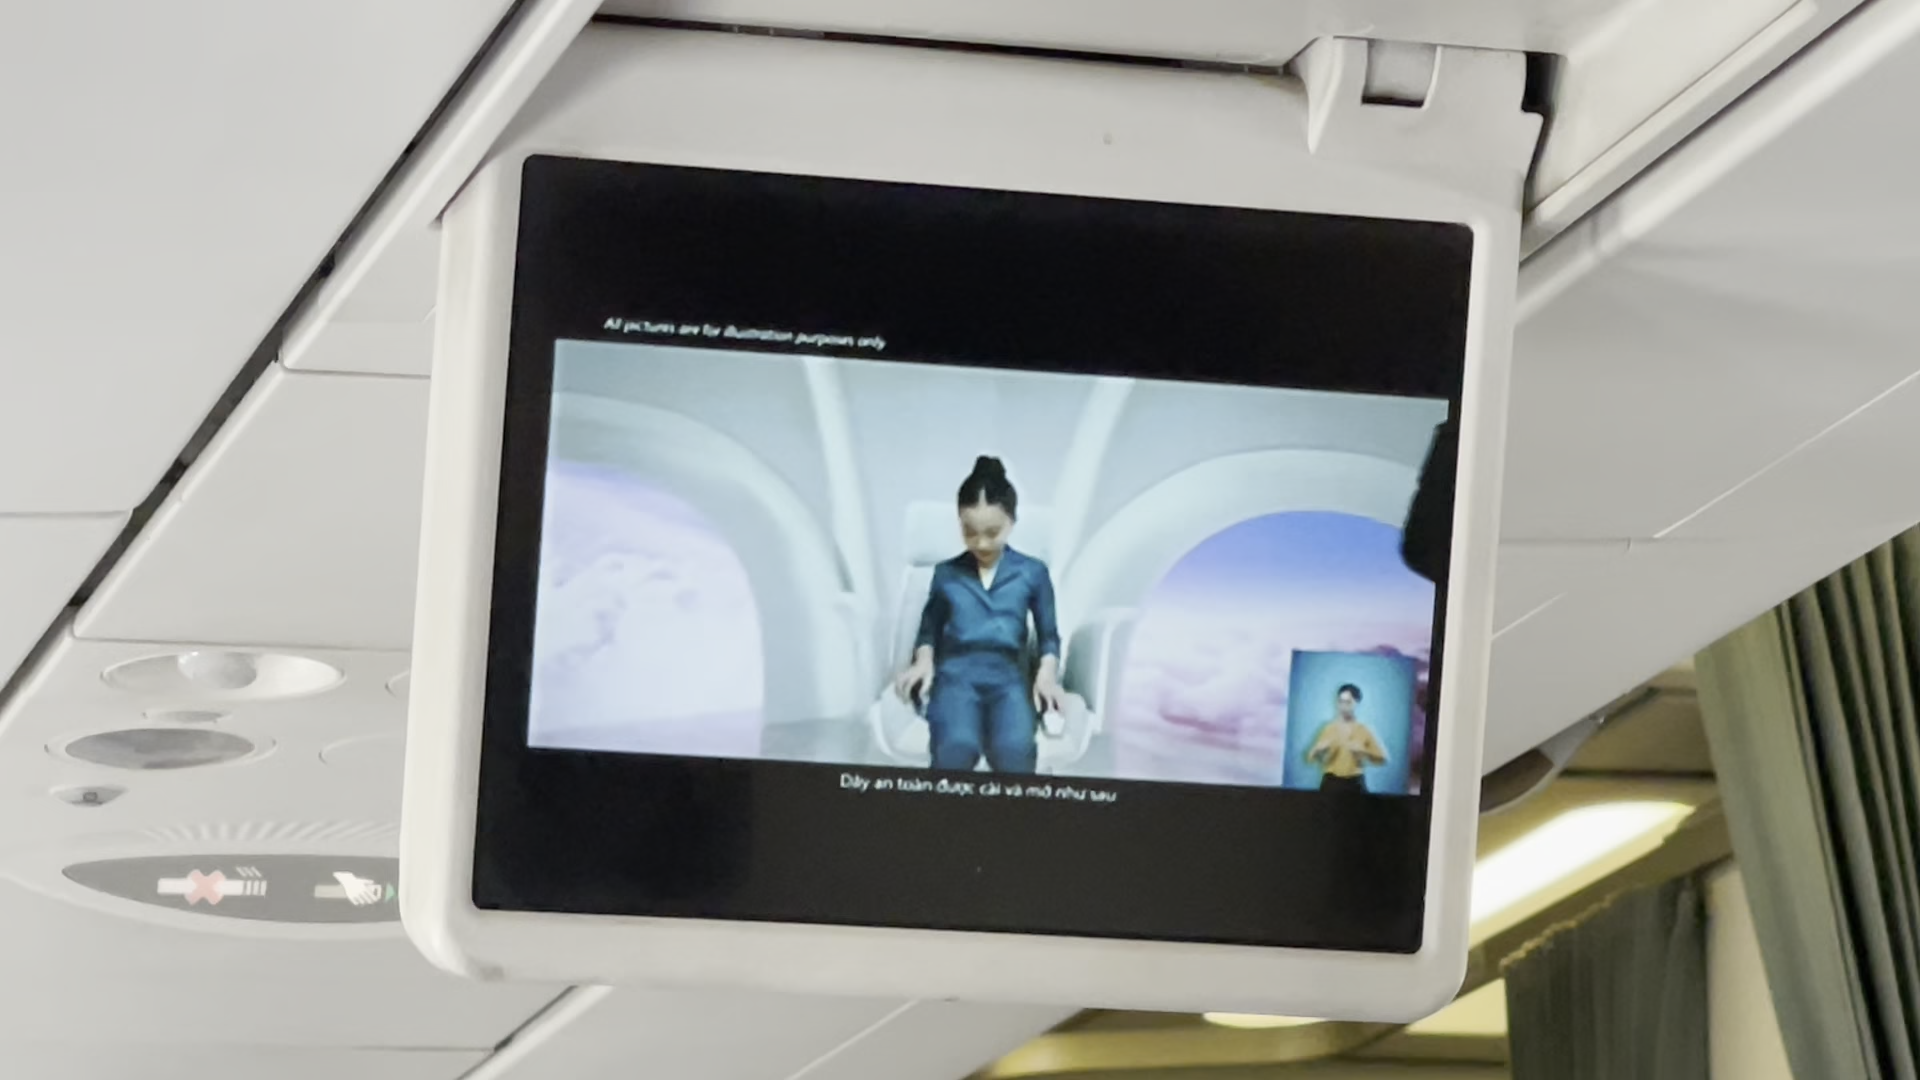 All pictures are for illustration purposes only
Dây an toàn được cài và mở như sau